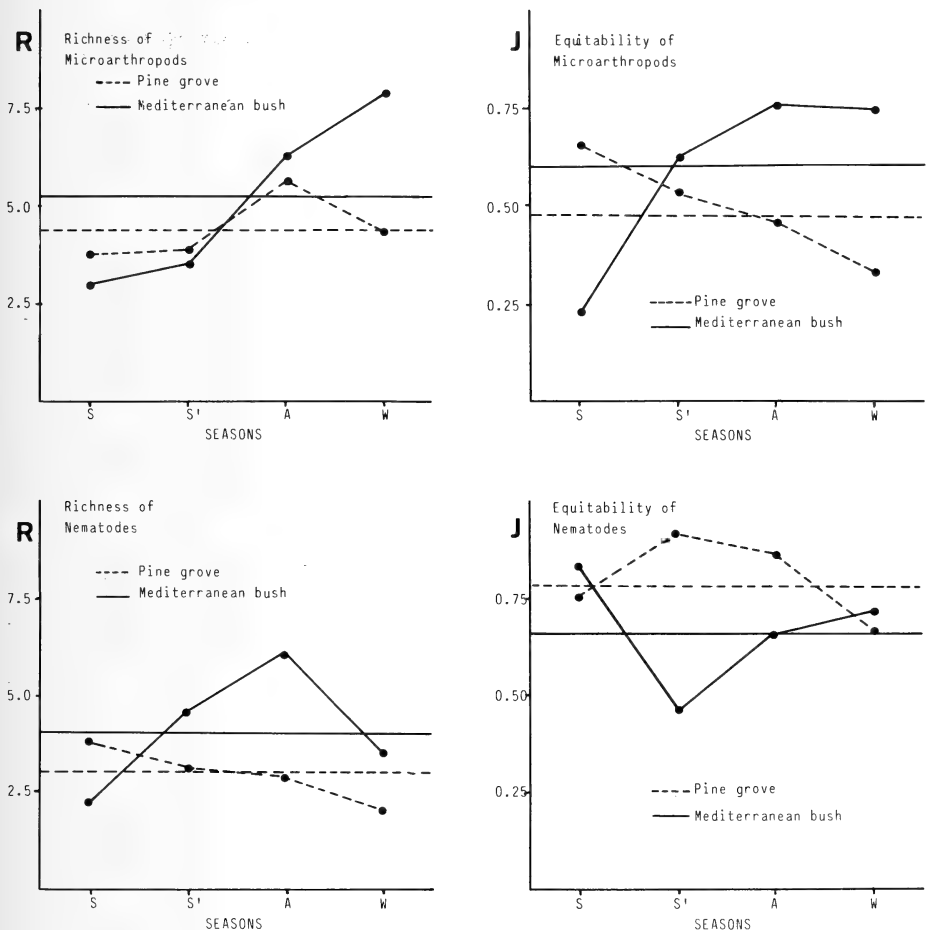 R
Richness of
Microarthropods
Pine grove
Mediterranean bush
7.5
5.0
2.5
S S' A W
SEASONS
J
Equitability of
Microarthropods
0.75
0.50
0.25
Pine grove
Mediterranean bush
S S' A W
SEASONS
R
Richness of
Nematodes
Pine grove
Mediterranean bush
7.5
5.0
2.5
S S' A W
SEASONS
J
Equitability of
Nematodes
0.75
0.50
0.25
Pine grove
Mediterranean bush
S S' A W
SEASONS